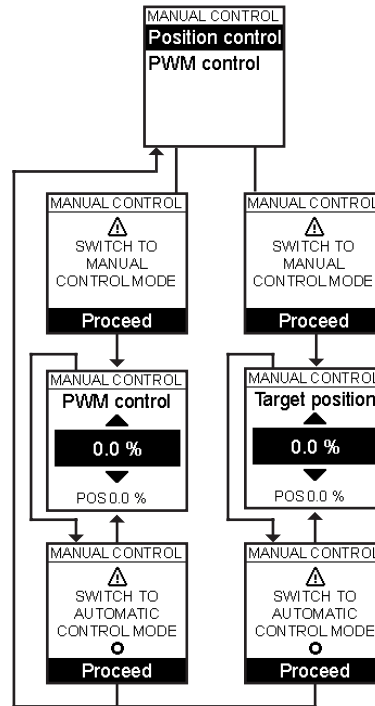 MANUAL CONTROL
Position control
PWM control
MANUAL CONTROL
SWITCH TO
MANUAL
CONTROL MODE
Proceed
MANUAL CONTROL
SWITCH TO
MANUAL
CONTROL MODE
Proceed
MANUAL CONTROL
PWM control
0.0 %
POS 0.0 %
MANUAL CONTROL
Target position
0.0 %
POS 0.0 %
MANUAL CONTROL
SWITCH TO
AUTOMATIC
CONTROL MODE
Proceed
MANUAL CONTROL
SWITCH TO
AUTOMATIC
CONTROL MODE
Proceed